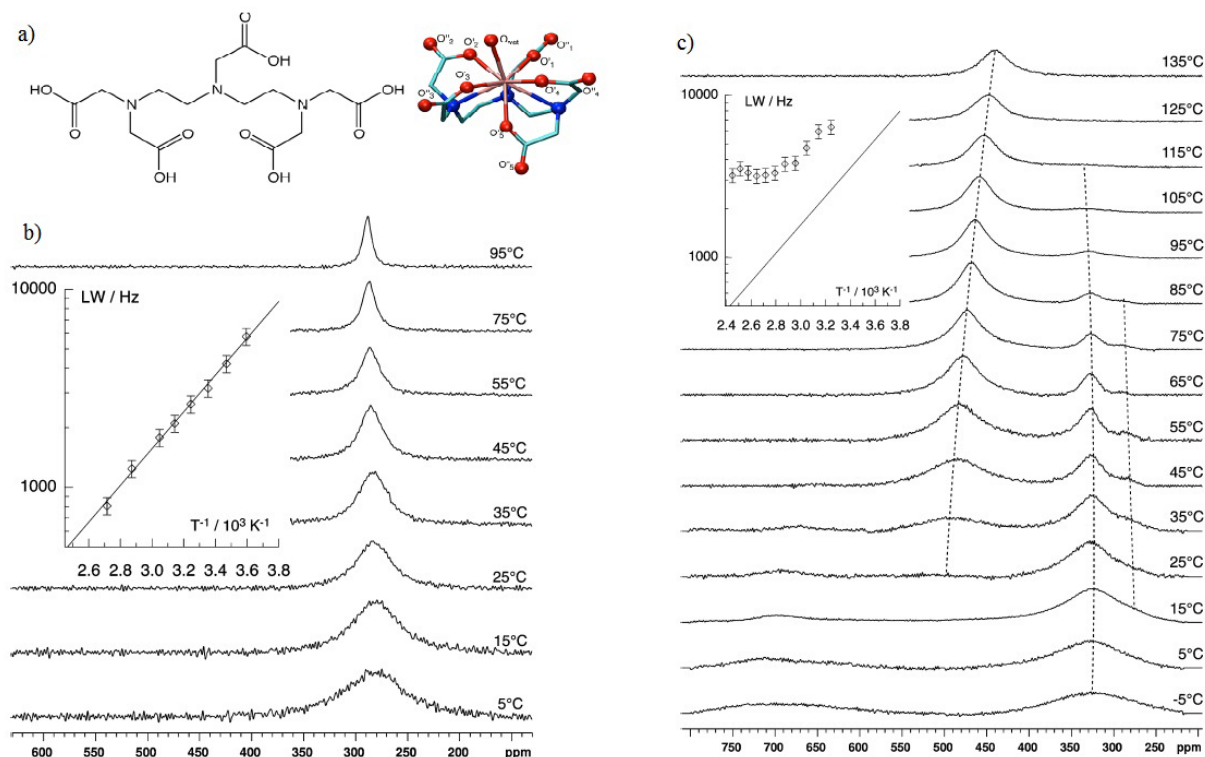 a)
O
OH
HO
O
N
N
N
OH
O
O
OH
O
OH
O''2
O'2
Owat
O''1
O'1
O'3
O''3
O'4
O''4
O'5
O''5
b)
95°C
75°C
55°C
45°C
35°C
25°C
15°C
5°C
10000
1000
LW / Hz
T-1 / 10³ K-1
2.6 2.8 3.0 3.2 3.4 3.6 3.8
600 550 500 450 400 350 300 250 200 ppm
c)
135°C
125°C
115°C
105°C
95°C
85°C
75°C
65°C
55°C
45°C
35°C
25°C
15°C
5°C
-5°C
10000
1000
LW / Hz
T-1 / 10³ K-1
2.4 2.6 2.8 3.0 3.2 3.4 3.6 3.8
750 700 650 600 550 500 450 400 350 300 250 ppm